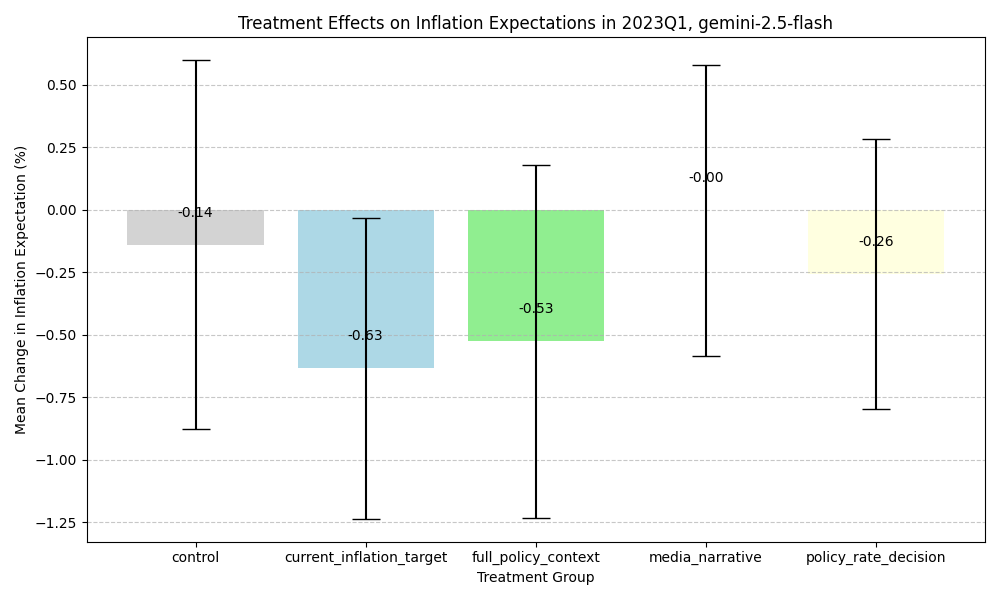 Treatment Effects on Inflation Expectations in 2023Q1, gemini-2.5-flash
Mean Change in Inflation Expectation (%)
0.50
0.25
0.00
−0.25
−0.50
−0.75
−1.00
−1.25
-0.14
-0.63
-0.53
-0.00
-0.26
control
current_inflation_target
full_policy_context
media_narrative
policy_rate_decision
Treatment Group